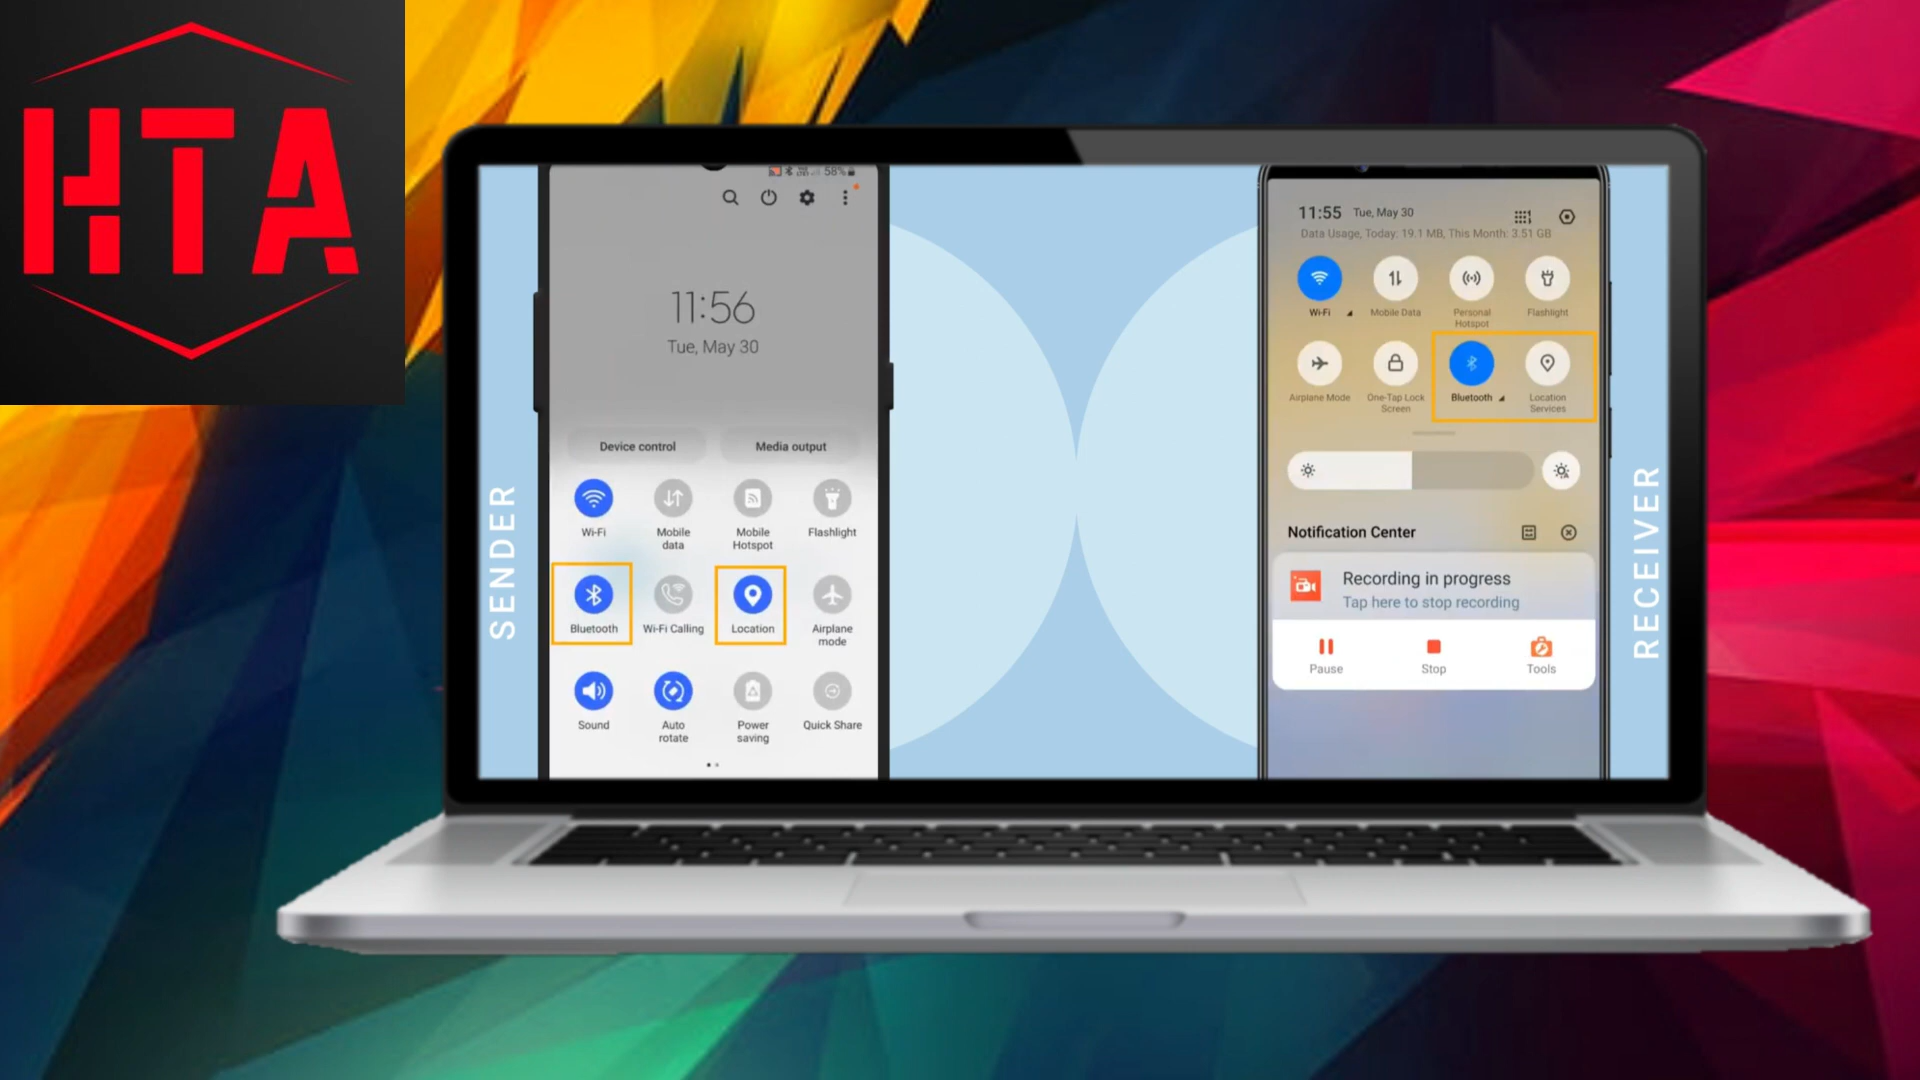 HTA
SENDER
58%
11:56
Tue, May 30
Device control
Media output
Wi-Fi
Mobile
data
Mobile
Hotspot
Flashlight
Bluetooth
Wi-Fi Calling
Location
Airplane
mode
Sound
Auto
rotate
Power
saving
Quick Share
11:55 Tue, May 30
Data Usage, Today: 19.1 MB, This Month: 3.51 GB
Wi-Fi
Mobile Data
Personal
Hotspot
Flashlight
Airplane Mode
One-Tap Lock
Screen
Bluetooth
Location
Services
Notification Center
Recording in progress
Tap here to stop recording
Pause
Stop
Tools
RECEIVER